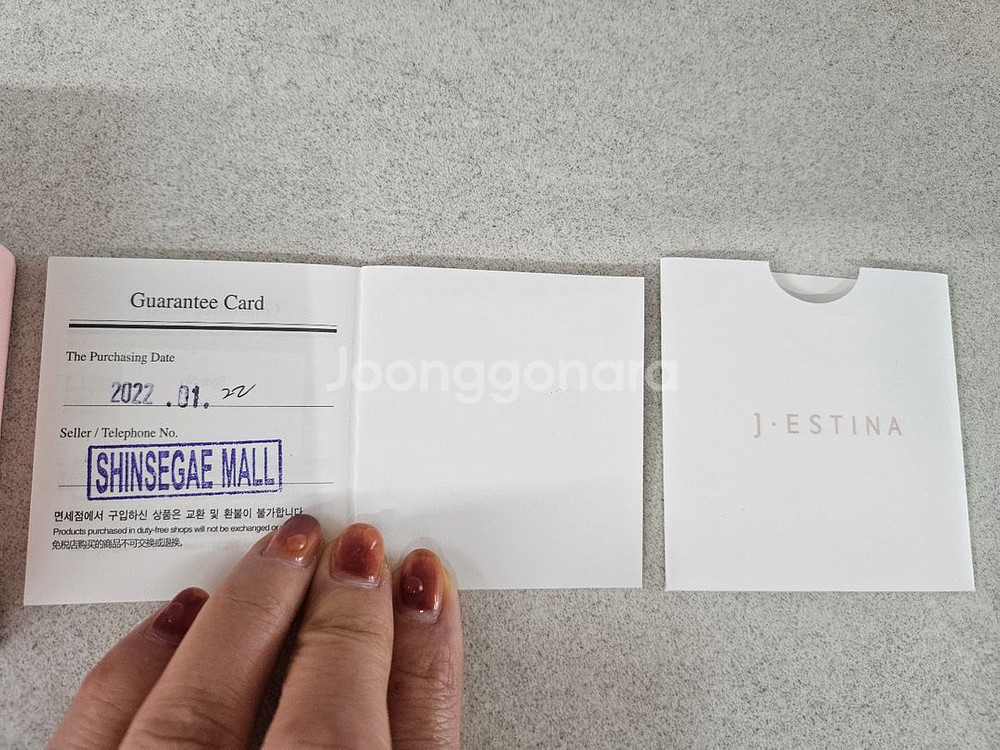 Guarantee Card
The Purchasing Date
2022 .01. 22
Seller / Telephone No.
SHINSEGAE MALL
면세점에서 구입하신 상품은 교환 및 환불이 불가합니다.
Products purchased in duty-free shops will not be exchanged or
免税店购买的商品不可交换或退换。
Joonggonara
J·ESTINA